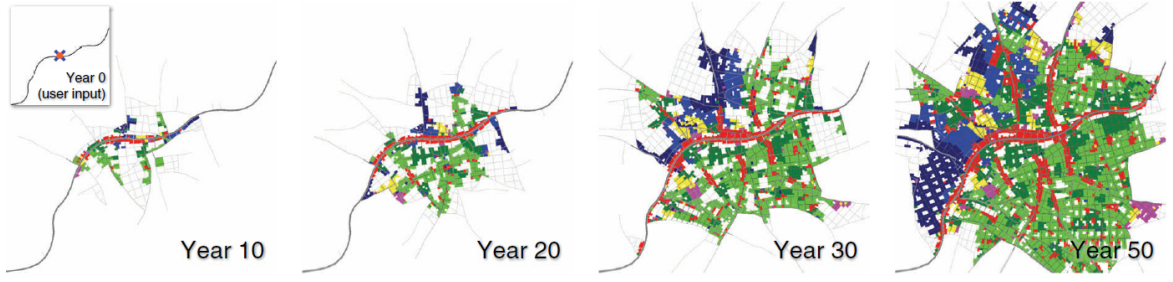 Year 0
(user input)
Year 10
Year 20
Year 30
Year 50